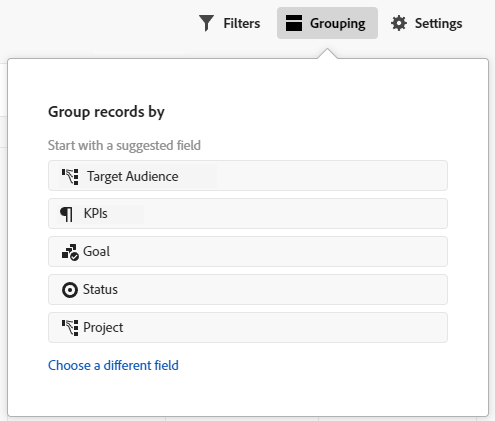 Filters Grouping Settings
Group records by
Start with a suggested field
Target Audience
KPIs
Goal
Status
Project
Choose a different field